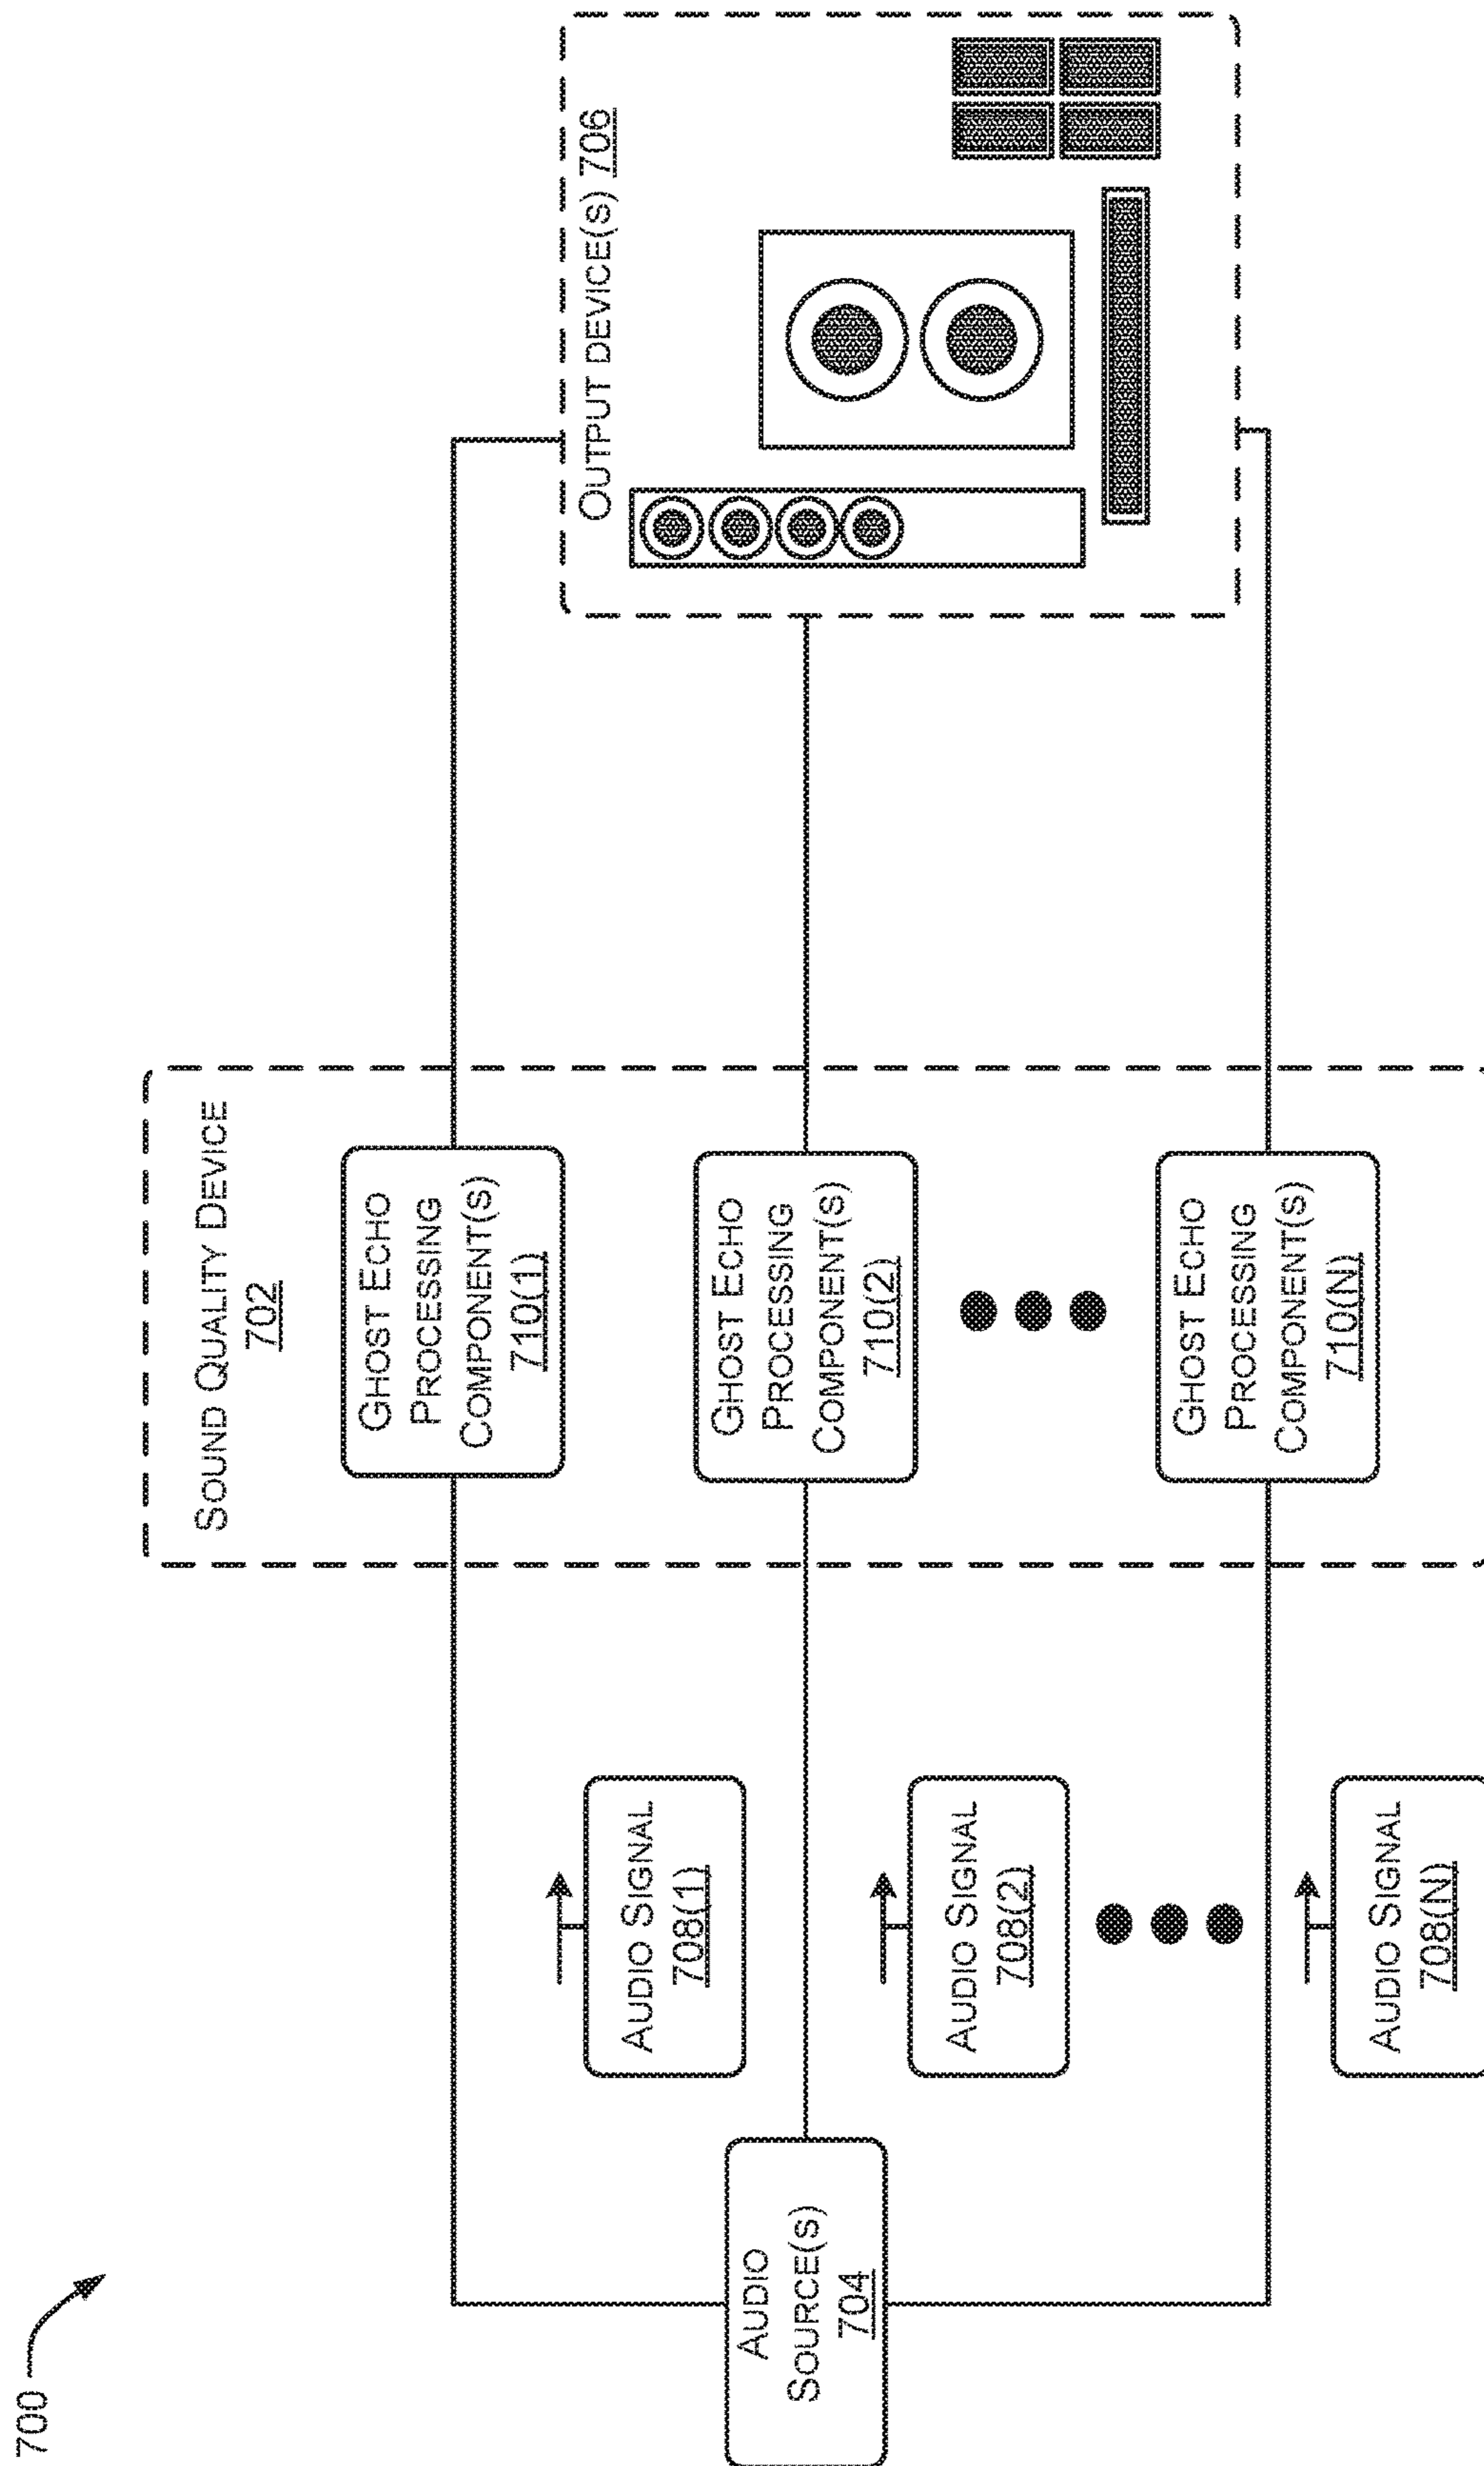 700
SOUND QUALITY DEVICE
702
AUDIO
SOURCE(S)
704
AUDIO SIGNAL
708(1)
AUDIO SIGNAL
708(2)
AUDIO SIGNAL
708(N)
GHOST ECHO
PROCESSING
COMPONENT(S)
710(1)
GHOST ECHO
PROCESSING
COMPONENT(S)
710(2)
GHOST ECHO
PROCESSING
COMPONENT(S)
710(N)
OUTPUT DEVICE(S) 706